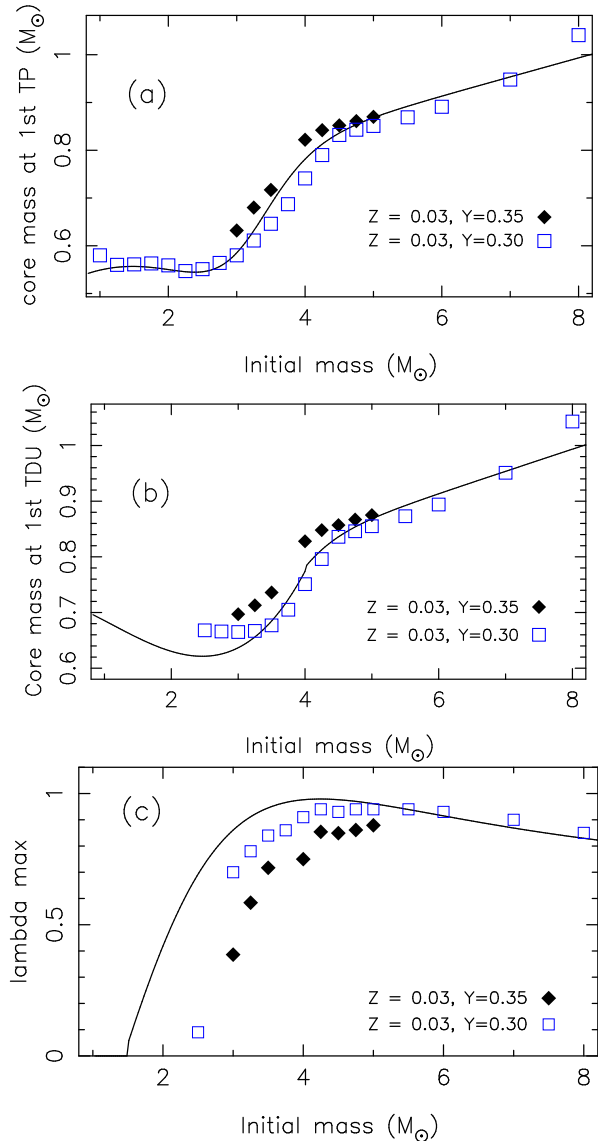 core mass at 1st TP (M⊙)
1
0.8
0.6
(a)
Z = 0.03, Y=0.35
Z = 0.03, Y=0.30
2 4 6 8
Initial mass (M⊙)
Core mass at 1st TDU (M⊙)
1
0.9
0.8
0.7
0.6
(b)
Z = 0.03, Y=0.35
Z = 0.03, Y=0.30
2 4 6 8
Initial mass (M⊙)
lambda max
1
0.5
0
(c)
Z = 0.03, Y=0.35
Z = 0.03, Y=0.30
2 4 6 8
Initial mass (M⊙)